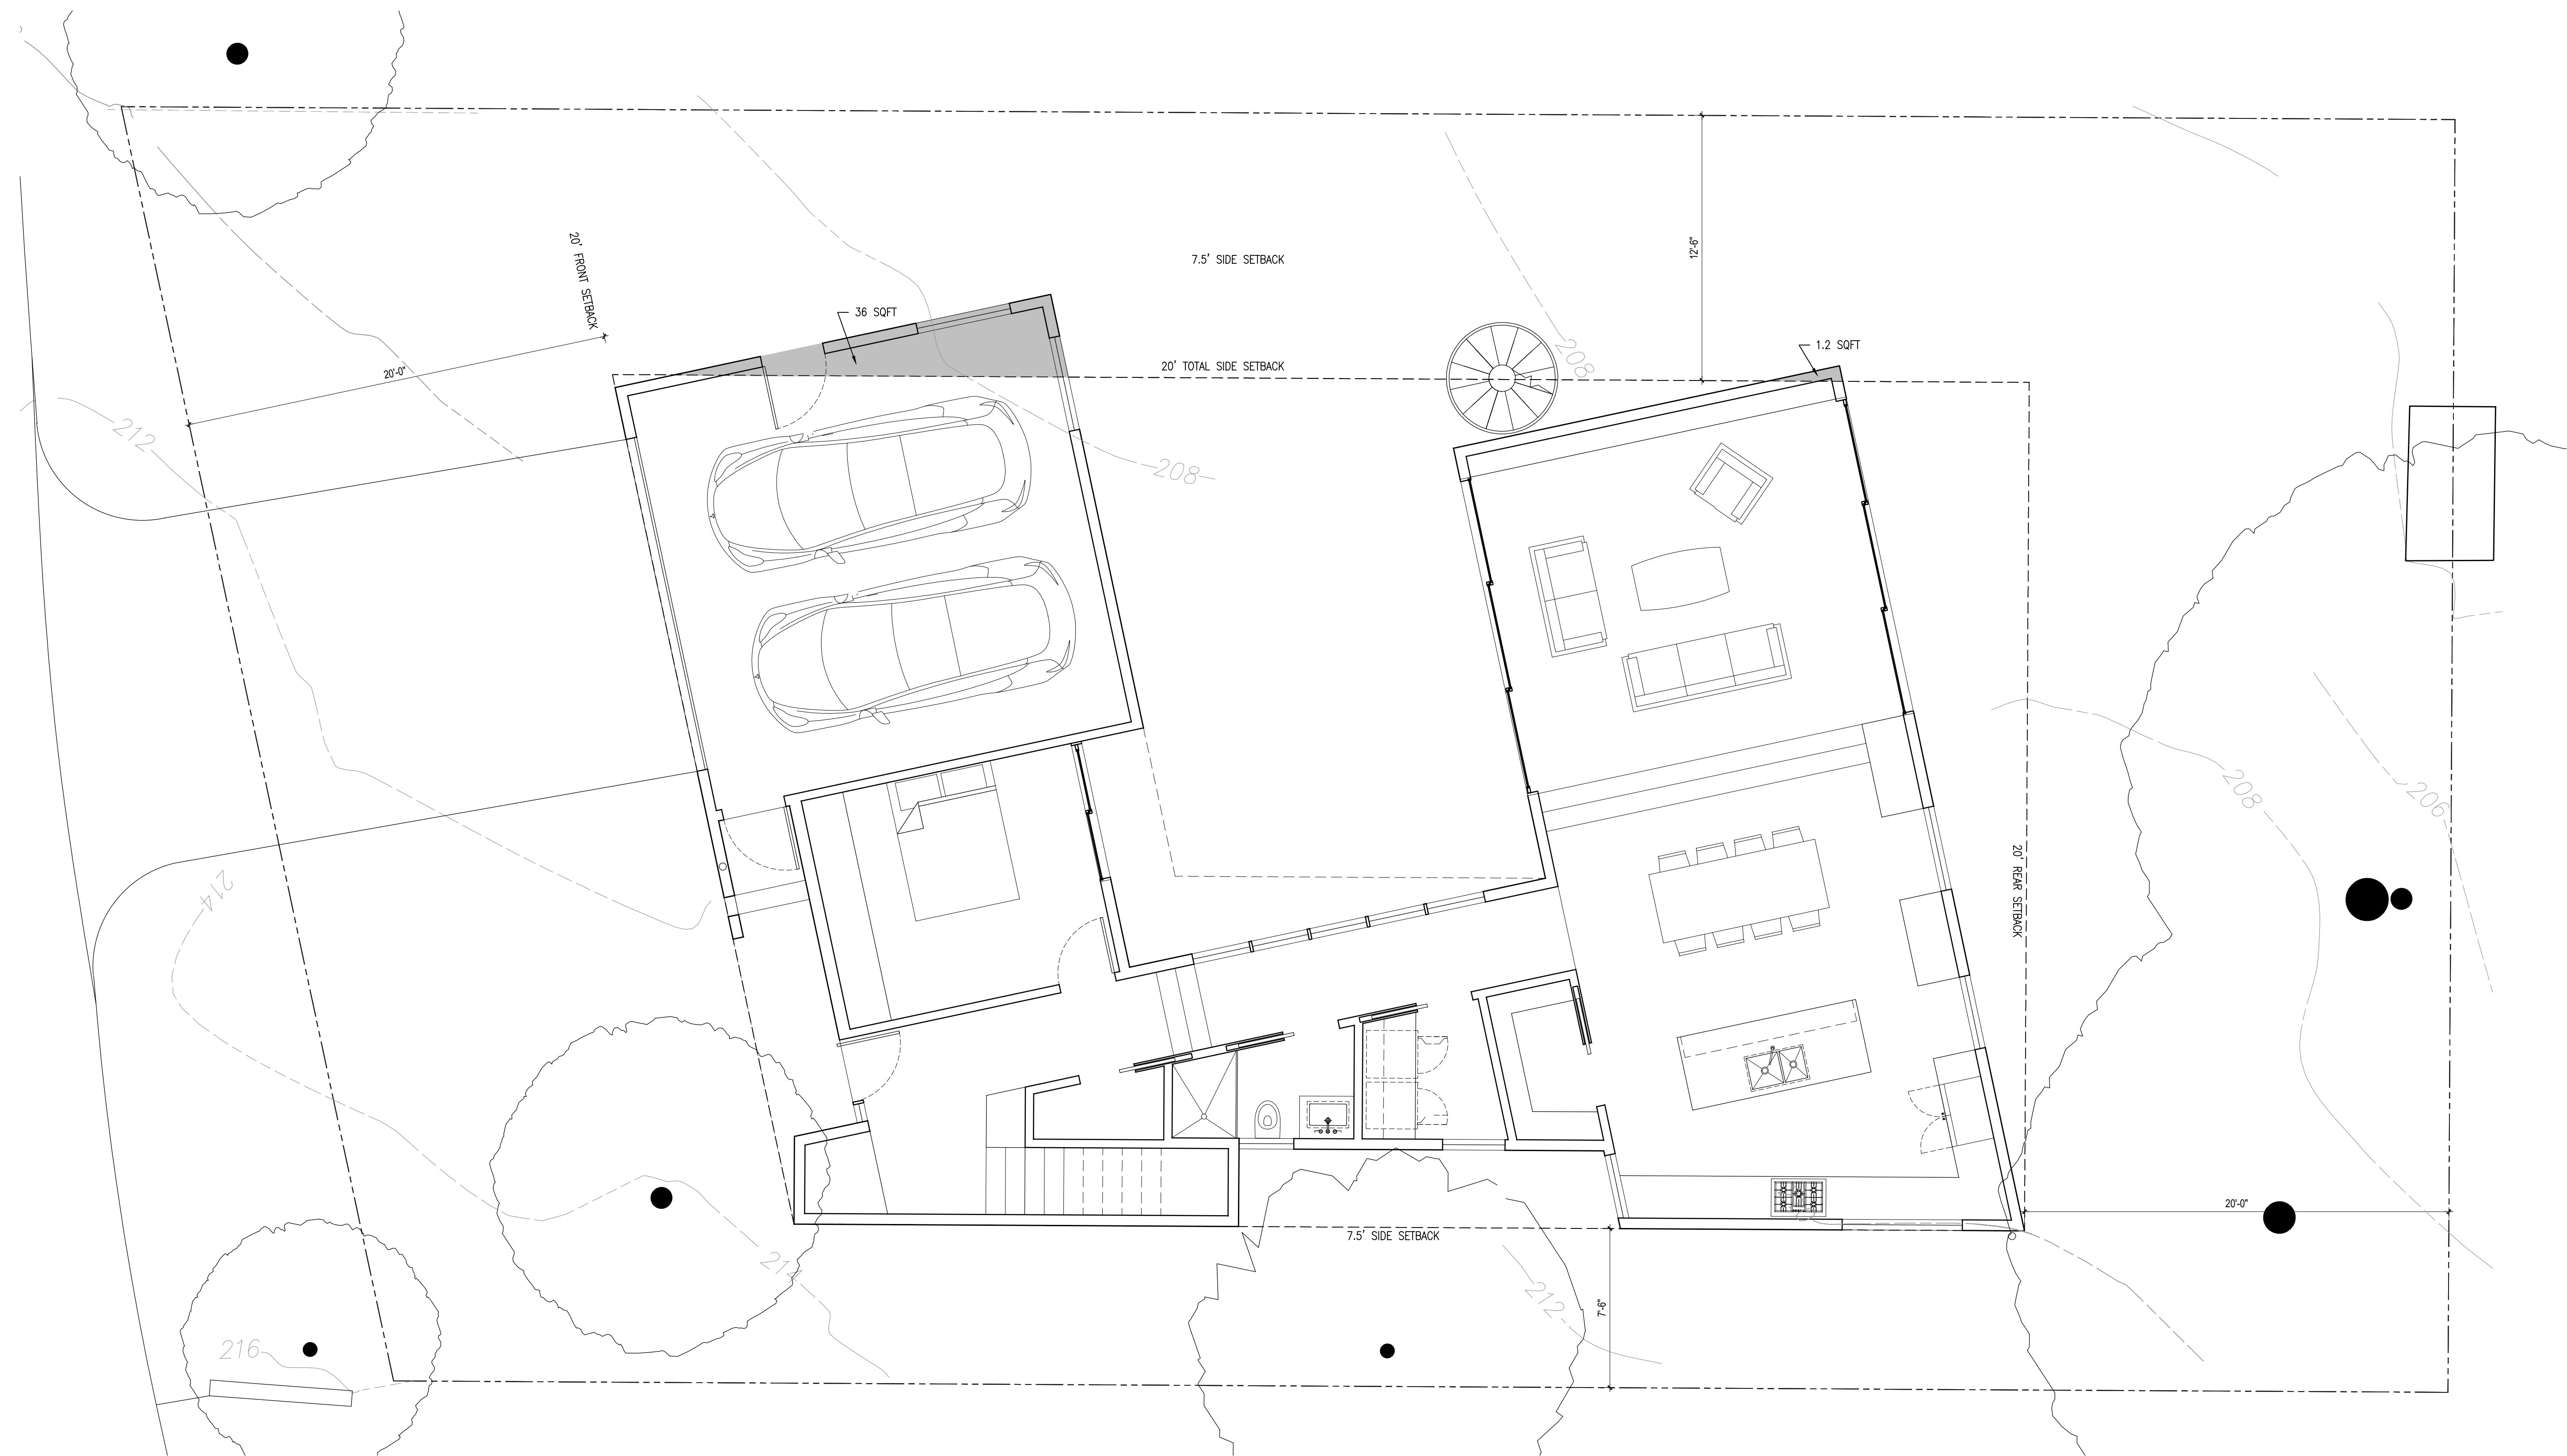 20' FRONT SETBACK
7.5' SIDE SETBACK
12'-6"
36 SQFT
1.2 SQFT
208
20' TOTAL SIDE SETBACK
20'-0"
212
208
208
206
214
20' REAR SETBACK
20'-0"
7.5' SIDE SETBACK
214
212
7'-6"
216